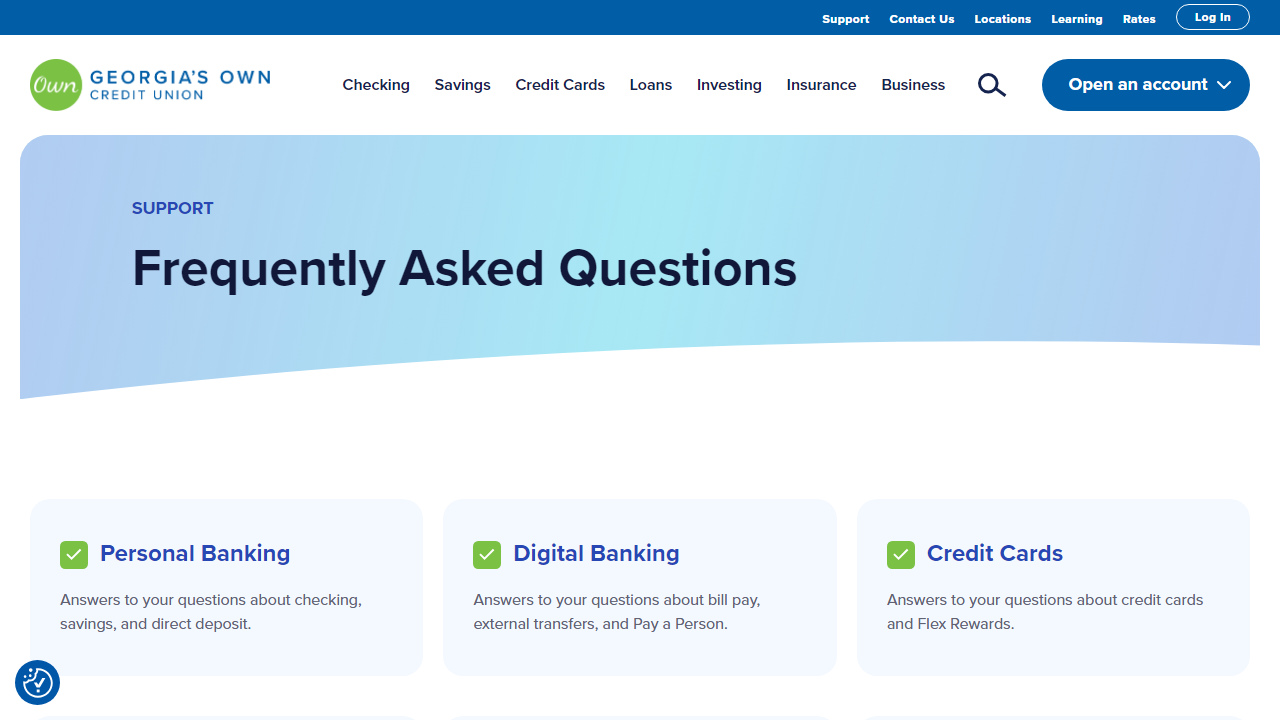 Support Contact Us Locations Learning Rates Log In
Own GEORGIA'S OWN
CREDIT UNION
Checking Savings Credit Cards Loans Investing Insurance Business Open an account
SUPPORT
Frequently Asked Questions
Personal Banking
Answers to your questions about checking,
savings, and direct deposit.
Digital Banking
Answers to your questions about bill pay,
external transfers, and Pay a Person.
Credit Cards
Answers to your questions about credit cards
and Flex Rewards.